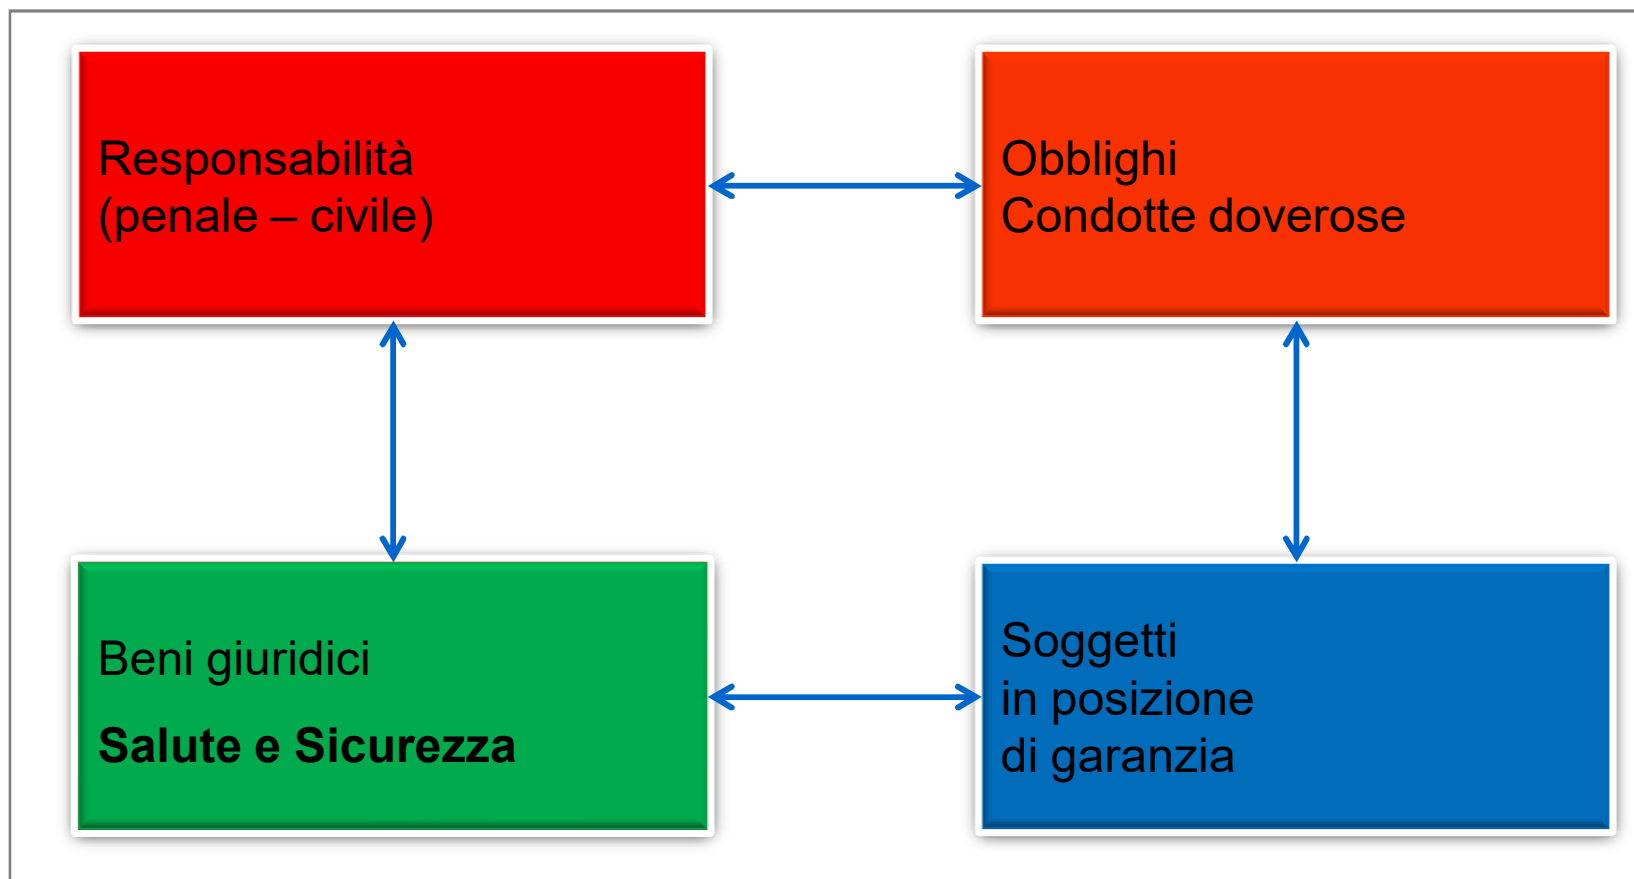 Responsabilità
(penale – civile)
Obblighi
Condotte doverose
Beni giuridici
Salute e Sicurezza
Soggetti
in posizione
di garanzia